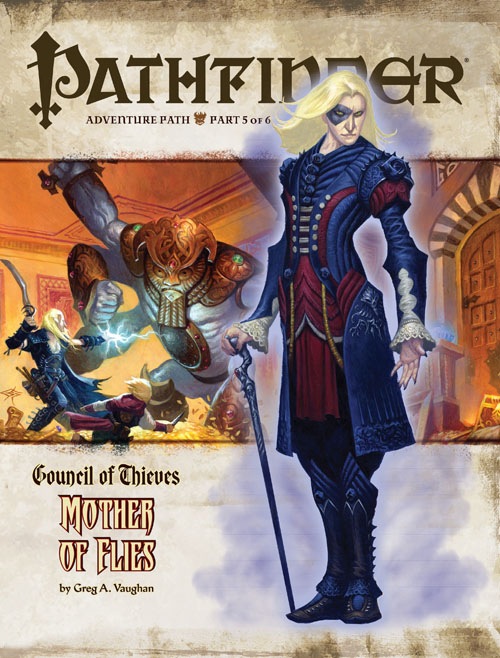 PATHFINDER®
ADVENTURE PATH PART 5 OF 6
Council of Thieves
MOTHER
OF FLIES
by Greg A. Vaughan